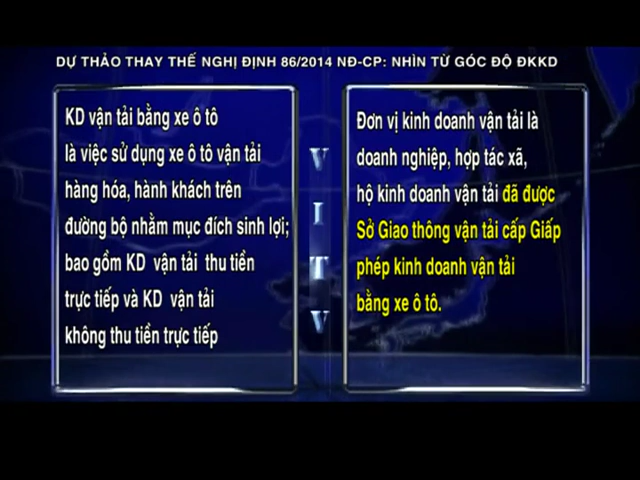 DỰ THẢO THAY THẾ NGHỊ ĐỊNH 86/2014 NĐ-CP: NHÌN TỪ GÓC ĐỘ ĐKKD
KD vận tải bằng xe ô tô
là việc sử dụng xe ô tô vận tải
hàng hóa, hành khách trên
đường bộ nhằm mục đích sinh lợi;
bao gồm KD vận tải thu tiền
trực tiếp và KD vận tải
không thu tiền trực tiếp
V
I
T
V
Đơn vị kinh doanh vận tải là
doanh nghiệp, hợp tác xã,
hộ kinh doanh vận tải đã được
Sở Giao thông vận tải cấp Giấp
phép kinh doanh vận tải
bằng xe ô tô.